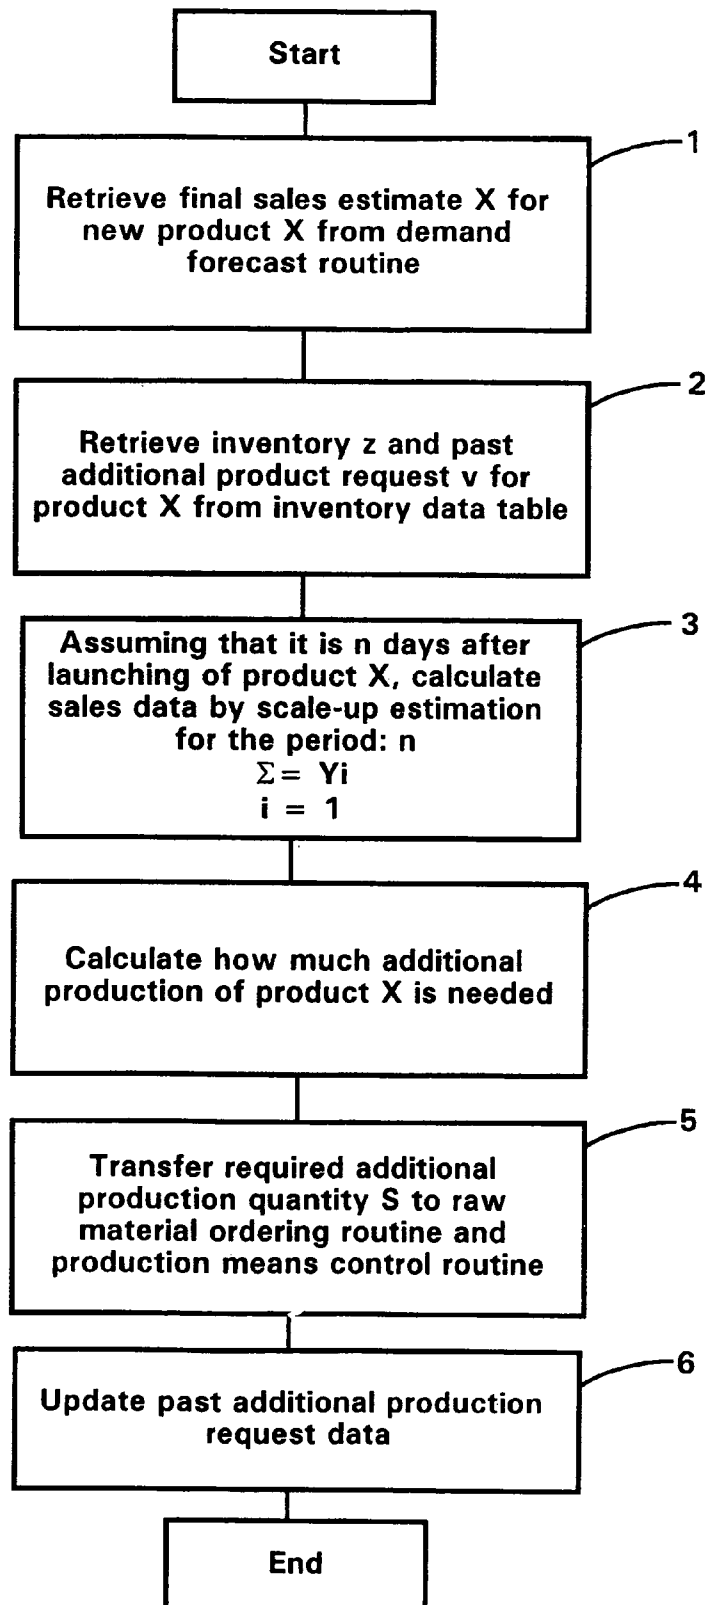 Start
1
Retrieve final sales estimate X for
new product X from demand
forecast routine
2
Retrieve inventory z and past
additional product request v for
product X from inventory data table
3
Assuming that it is n days after
launching of product X, calculate
sales data by scale-up estimation
for the period: n
Σ= Yi
i = 1
4
Calculate how much additional
production of product X is needed
5
Transfer required additional
production quantity S to raw
material ordering routine and
production means control routine
6
Update past additional production
request data
End